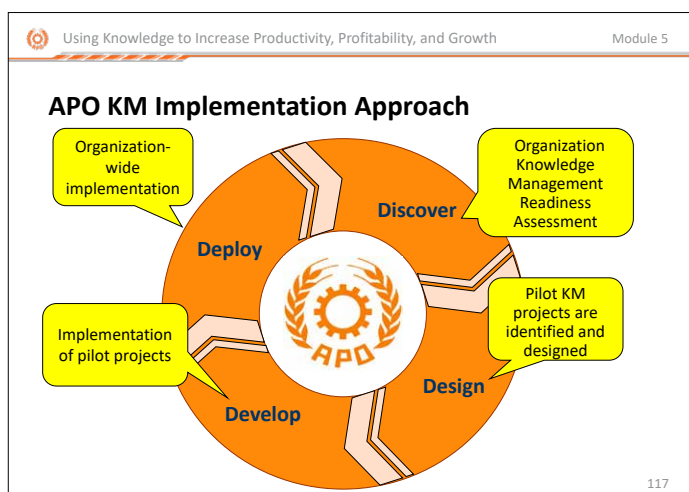 Using Knowledge to Increase Productivity, Profitability, and Growth
Module 5
APO KM Implementation Approach
Organization-
wide
implementation
Organization
Knowledge
Management
Readiness
Assessment
Discover
Deploy
APO
Pilot KM
projects are
identified and
designed
Implementation
of pilot projects
Design
Develop
117